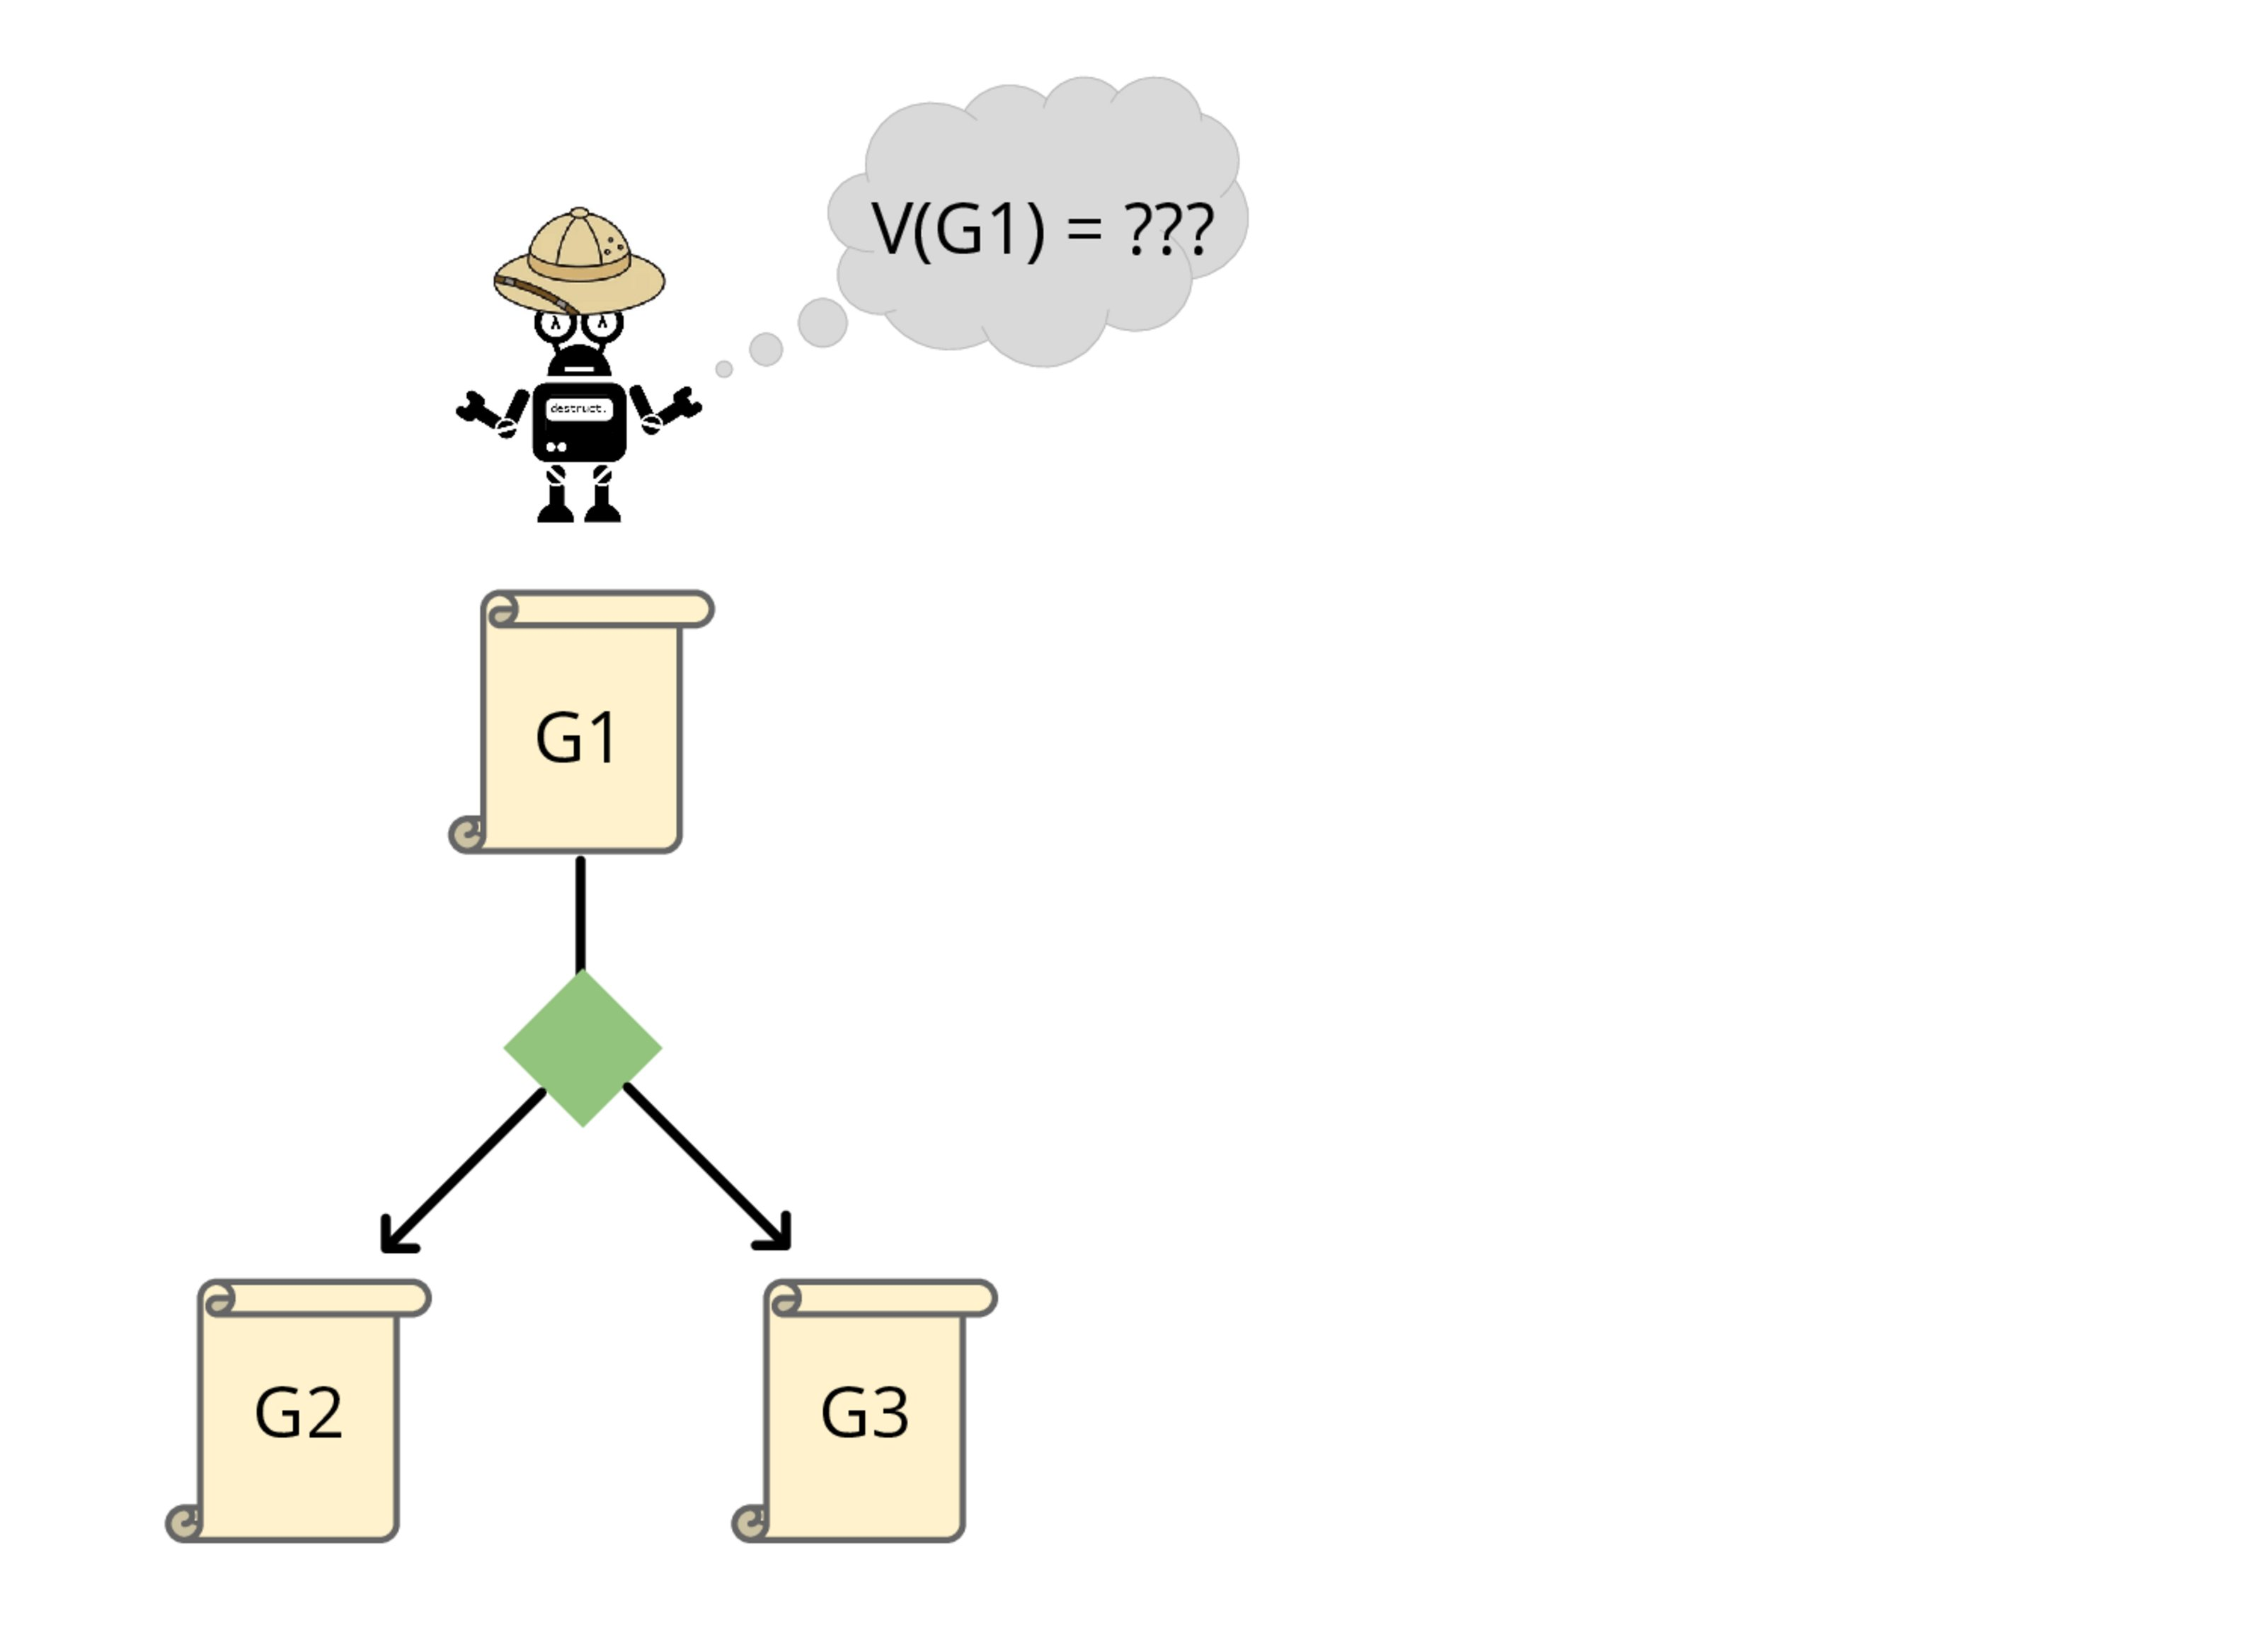 V(G1) = ???
λ λ
destruct.
G1
G2
G3